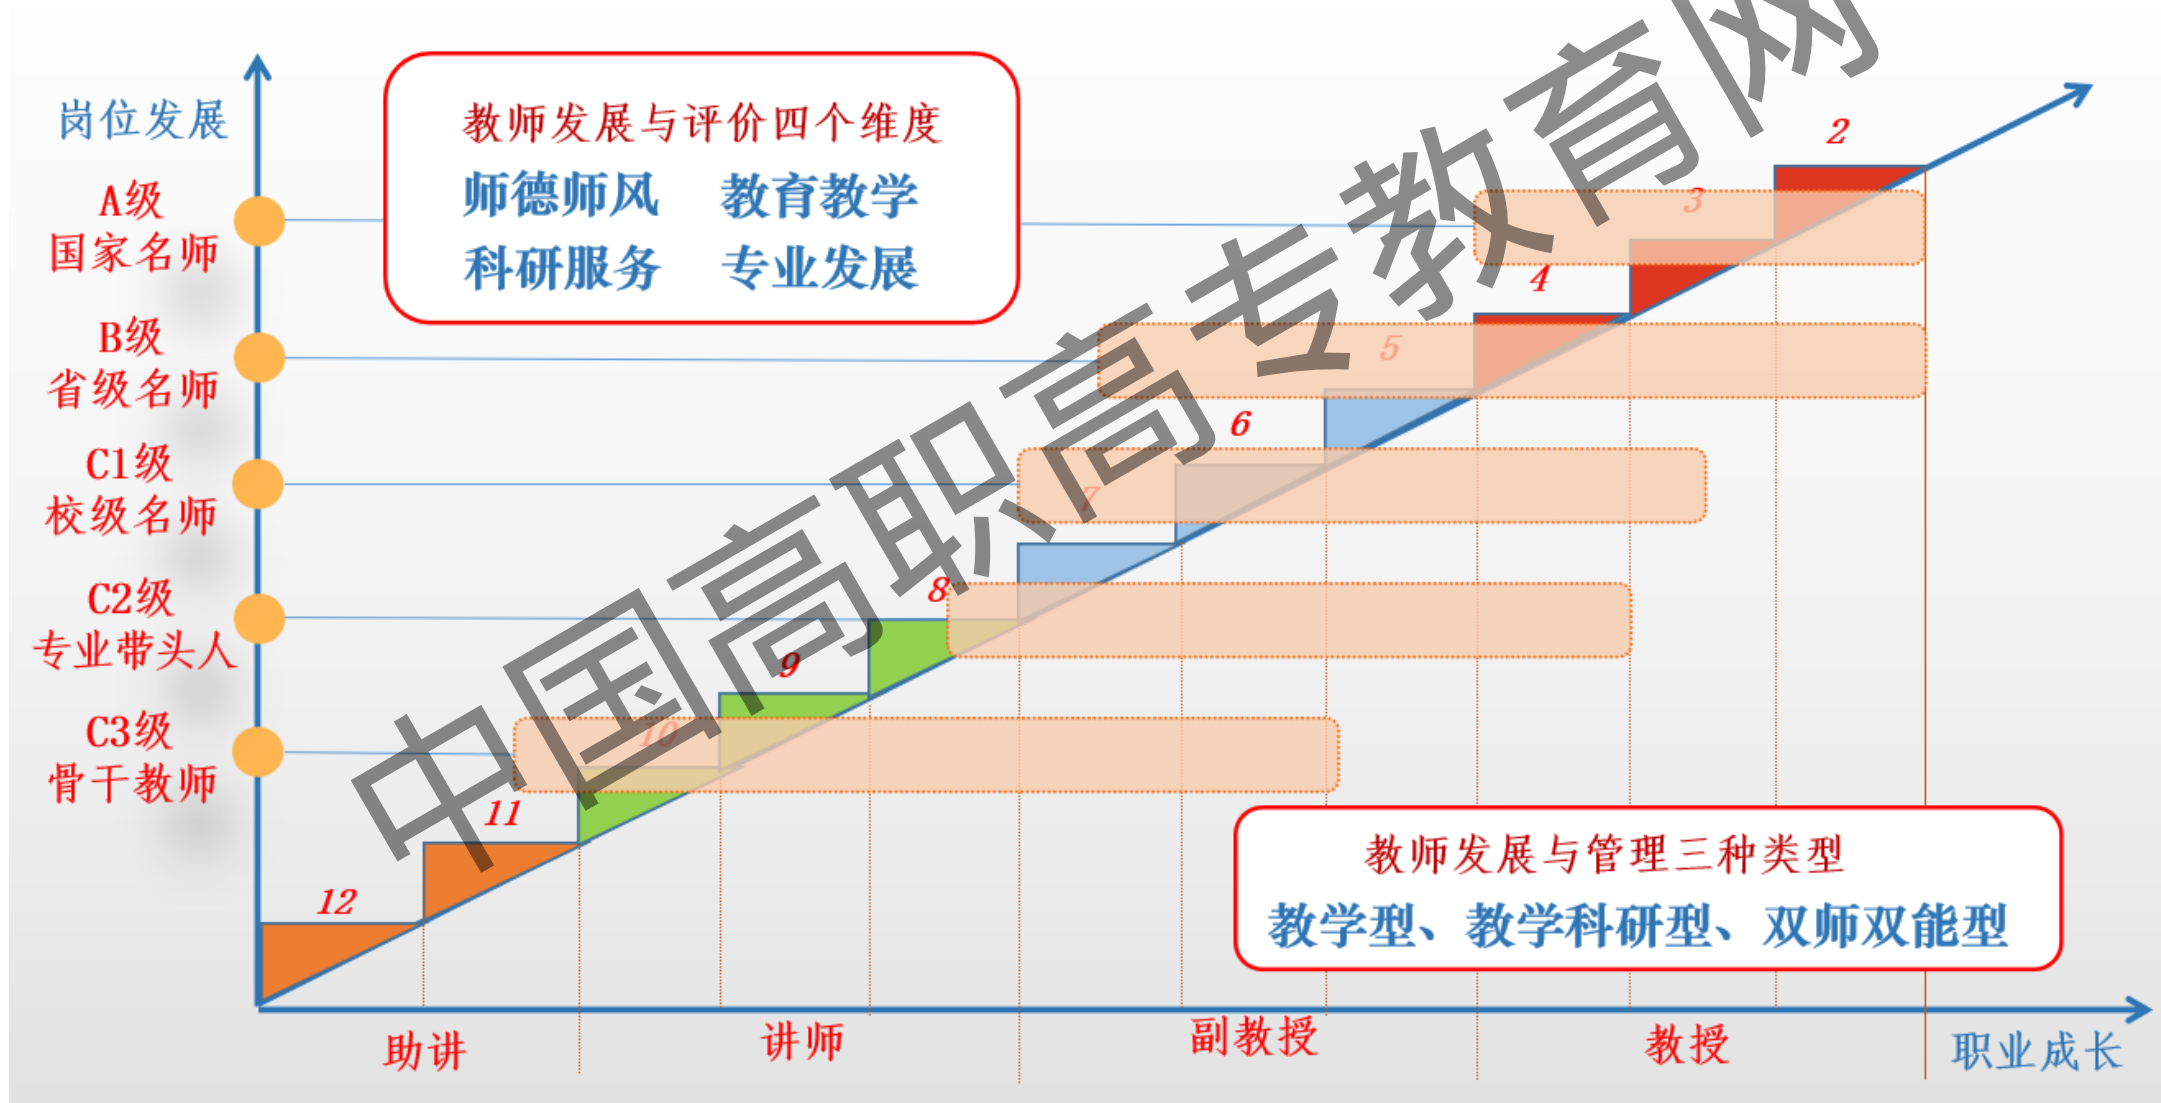 岗位发展
A级
国家名师
B级
省级名师
C1级
校级名师
C2级
专业带头人
C3级
骨干教师
教师发展与评价四个维度
师德师风 教育教学
科研服务 专业发展
2
3
4
5
6
7
8
9
10
11
12
教师发展与管理三种类型
教学型、教学科研型、双师双能型
助讲
讲师
副教授
教授
职业成长
中国高职高专教育网